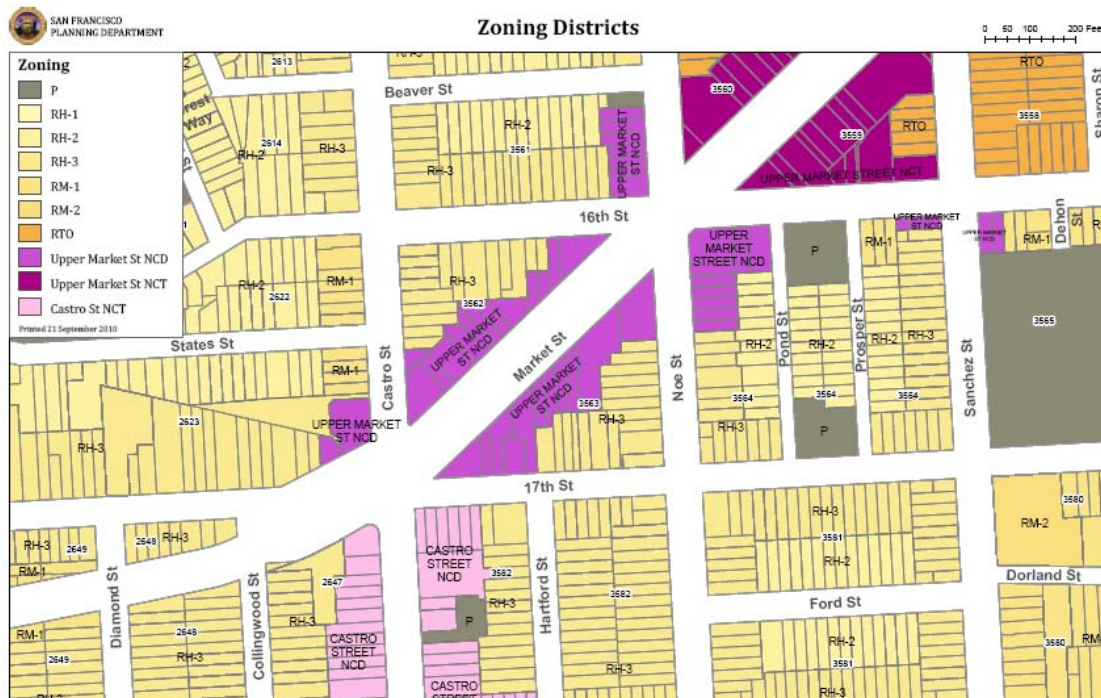 SAN FRANCISCO
PLANNING DEPARTMENT
Zoning Districts
0 50 100 200 Feet
Zoning
P
RH-1
RH-2
RH-3
RM-1
RM-2
RTO
Upper Market St NCD
Upper Market St NCT
Castro St NCT
Printed 21 September 2010
2613
RH-3
Beaver St
3560
RTO
Sharon St
Way
2614
RH-2
RH-3
RH-2
3561
RH-3
UPPER MARKET
ST NCD
3559
RTO
3558
UPPER MARKET STREET NCT
16th St
Dehon
St
UPPER
MARKET
STREET NCD
P
RM-1
UPPER MARKET
ST NCD
UPPER MARKET
ST NCD
RM-1
RH-2
RM-1
2622
RH-3
3562
UPPER MARKET
ST NCD
3565
States St
Castro St
Market St
Noe St
Pond St
Prosper St
Sanchez St
RH-2
RH-2
RH-2
RH-3
RM-1
2623
RH-3
UPPER MARKET
ST NCD
UPPER MARKET
ST NCD
3563
RH-3
3564
3564
3564
RH-3
P
17th St
RH-3
2649
RM-1
2648
RH-3
Diamond St
Collingwood St
2647
RH-3
CASTRO
STREET
NCD
3582
RH-3
P
Hartford St
3582
RH-3
RH-3
3581
RH-2
RM-2
3580
Dorland St
Ford St
RM-1
2649
RH-3
2648
RH-3
CASTRO
STREET
NCD
CASTRO
STREET
RH-2
3581
RH-3
3580